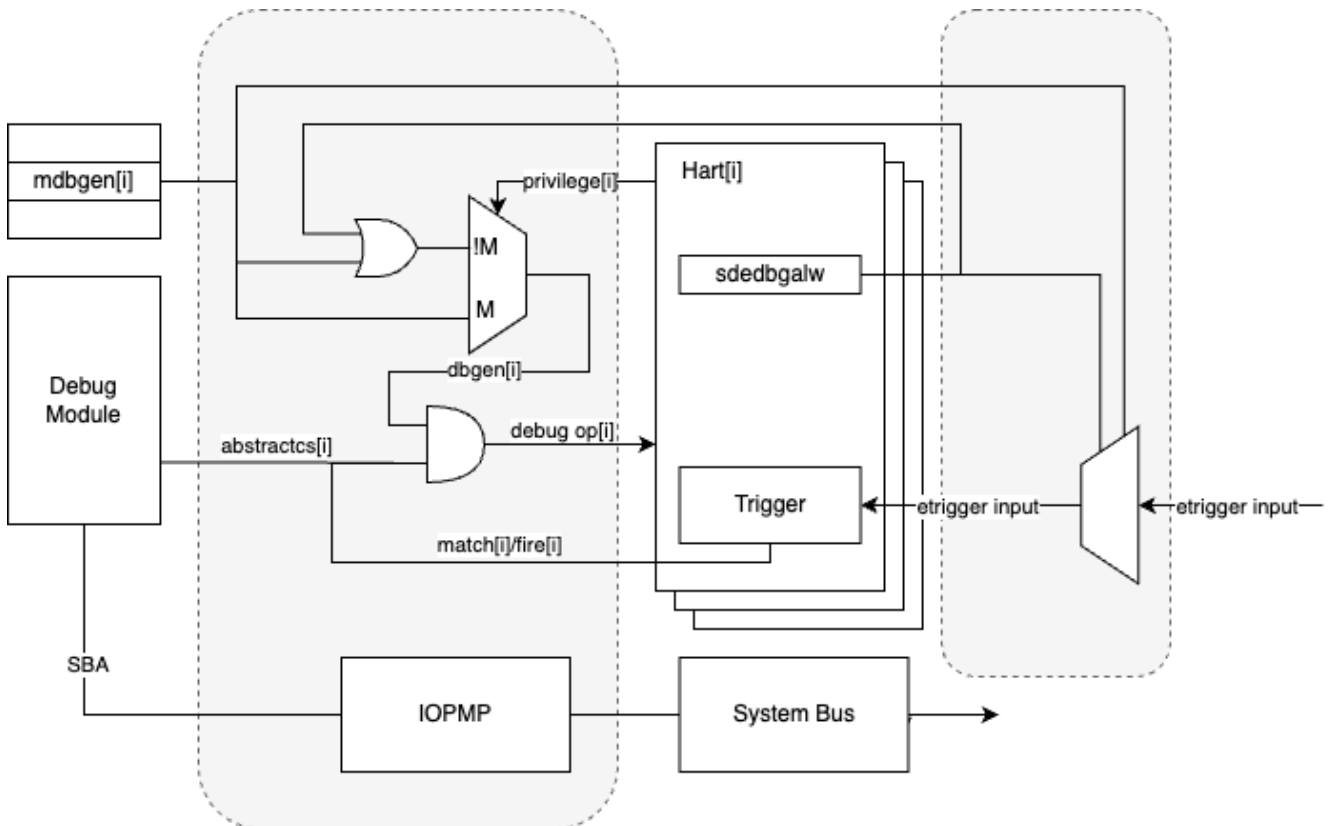 mdbgen[i]
privilege[i]
Hart[i]
!M
M
sdedbgalw
dbgen[i]
Debug
Module
abstractcs[i]
debug op[i]
Trigger
etrigger input
etrigger input
match[i]/fire[i]
SBA
IOPMP
System Bus